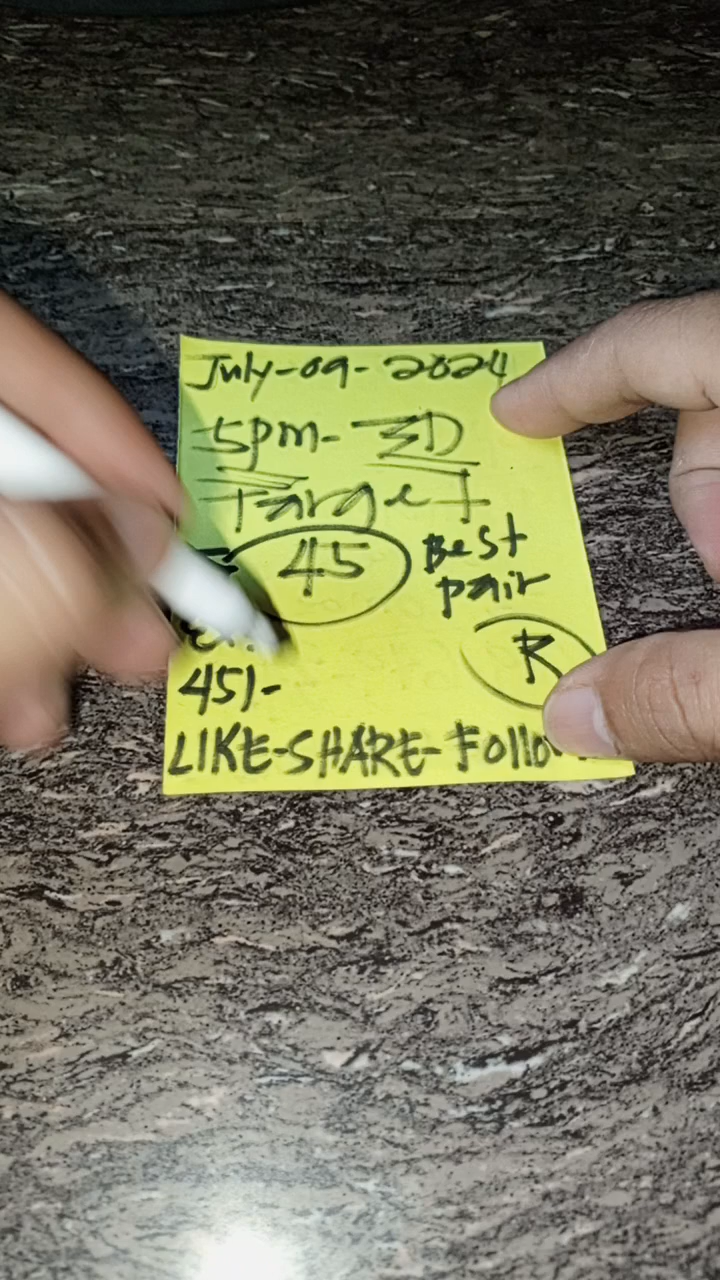 July-09-2024
5pm-3D
Target
45 Best
pair
R
451-
LIKE-SHARE-Follo